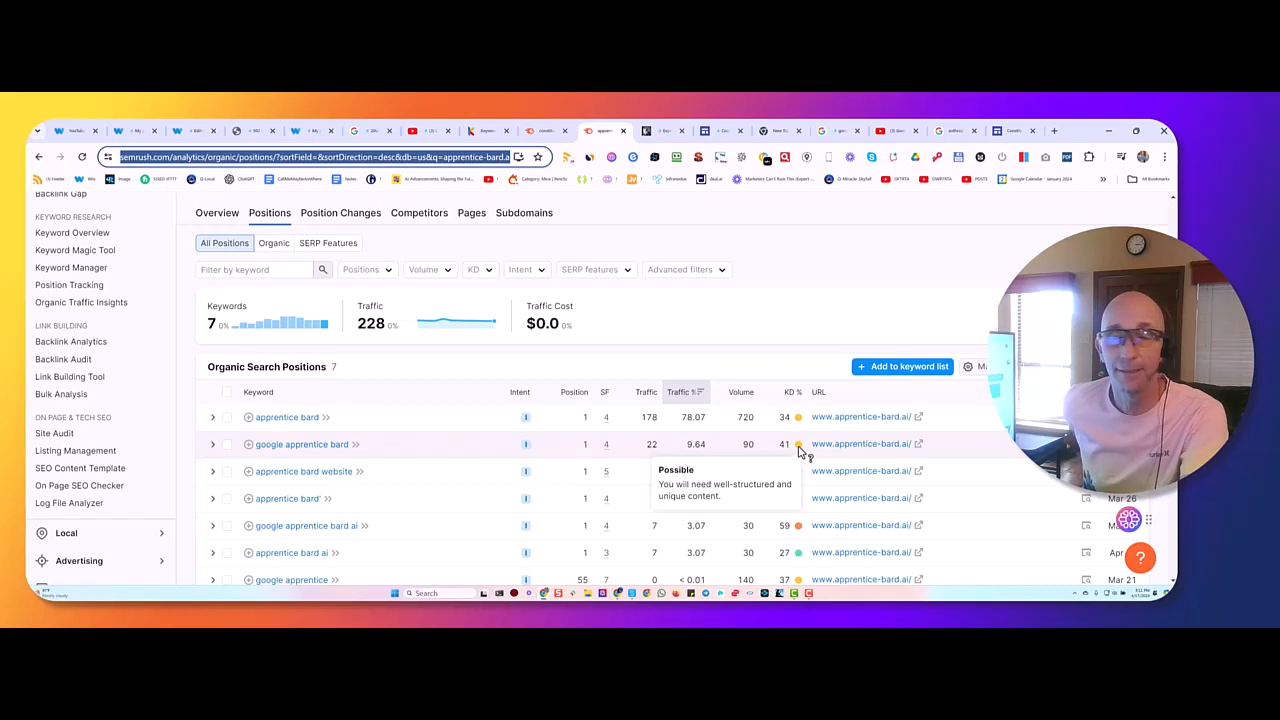 semrush.com/analytics/organic/positions/?sortField=&sortDirection=desc&db=us&q=apprentice-bard.a
Backlink Gap
KEYWORD RESEARCH
Keyword Overview
Keyword Magic Tool
Keyword Manager
Position Tracking
Organic Traffic Insights
LINK BUILDING
Backlink Analytics
Backlink Audit
Link Building Tool
Bulk Analysis
ON PAGE & TECH SEO
Site Audit
Listing Management
SEO Content Template
On Page SEO Checker
Log File Analyzer
Local
Advertising
Overview Positions Position Changes Competitors Pages Subdomains
All Positions Organic SERP Features
Filter by keyword Positions Volume KD Intent SERP features Advanced filters
Keywords Traffic Traffic Cost
7 0% 228 0% $0.0 0%
Organic Search Positions 7
+ Add to keyword list
Keyword Intent Position SF Traffic Traffic % Volume KD % URL
apprentice bard I 1 4 178 78.07 720 34 www.apprentice-bard.ai/
google apprentice bard I 1 4 22 9.64 90 41 www.apprentice-bard.ai/
apprentice bard website I 1 5 www.apprentice-bard.ai/
Possible
You will need well-structured and
unique content.
apprentice bard' I 1 4 www.apprentice-bard.ai/ Mar 26
google apprentice bard ai I 1 4 7 3.07 30 59 www.apprentice-bard.ai/
apprentice bard ai I 1 3 7 3.07 30 27 www.apprentice-bard.ai/ Apr
google apprentice I 55 7 0 < 0.01 140 37 www.apprentice-bard.ai/ Mar 21
?
Search